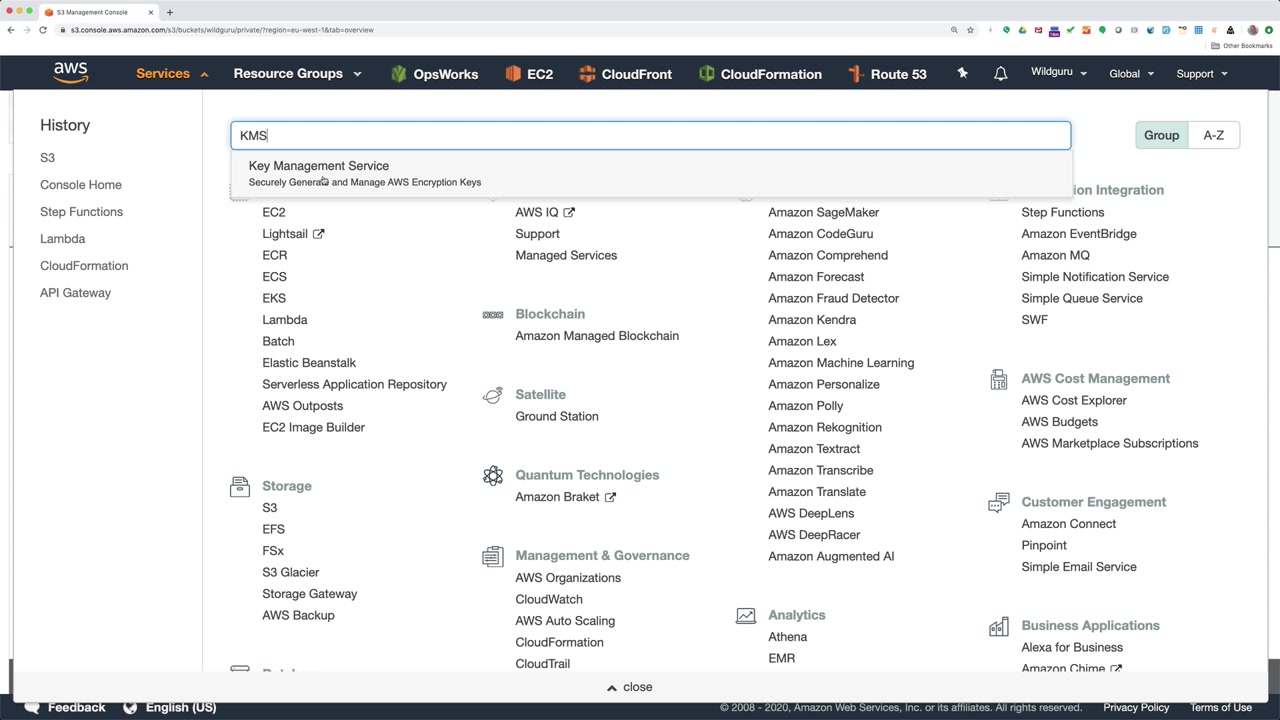 S3 Management Console
s3.console.aws.amazon.com/s3/buckets/wildguru/private/?region=eu-west-1&tab=overview
Other Bookmarks
aws
Services
Resource Groups
OpsWorks
EC2
CloudFront
CloudFormation
Route 53
Wildguru
Global
Support
History
S3
Console Home
Step Functions
Lambda
CloudFormation
API Gateway
KMS
Group
A-Z
Key Management Service
Securely Generate and Manage AWS Encryption Keys
EC2
Lightsail
ECR
ECS
EKS
Lambda
Batch
Elastic Beanstalk
Serverless Application Repository
AWS Outposts
EC2 Image Builder
Storage
S3
EFS
FSx
S3 Glacier
Storage Gateway
AWS Backup
AWS IQ
Support
Managed Services
Blockchain
Amazon Managed Blockchain
Satellite
Ground Station
Quantum Technologies
Amazon Braket
Management & Governance
AWS Organizations
CloudWatch
AWS Auto Scaling
CloudFormation
CloudTrail
Amazon SageMaker
Amazon CodeGuru
Amazon Comprehend
Amazon Forecast
Amazon Fraud Detector
Amazon Kendra
Amazon Lex
Amazon Machine Learning
Amazon Personalize
Amazon Polly
Amazon Rekognition
Amazon Textract
Amazon Transcribe
Amazon Translate
AWS DeepLens
AWS DeepRacer
Amazon Augmented AI
Analytics
Athena
EMR
ion Integration
Step Functions
Amazon EventBridge
Amazon MQ
Simple Notification Service
Simple Queue Service
SWF
AWS Cost Management
AWS Cost Explorer
AWS Budgets
AWS Marketplace Subscriptions
Customer Engagement
Amazon Connect
Pinpoint
Simple Email Service
Business Applications
Alexa for Business
Amazon Chime
close
Feedback
English (US)
© 2008 - 2020, Amazon Web Services, Inc. or its affiliates. All rights reserved.
Privacy Policy
Terms of Use